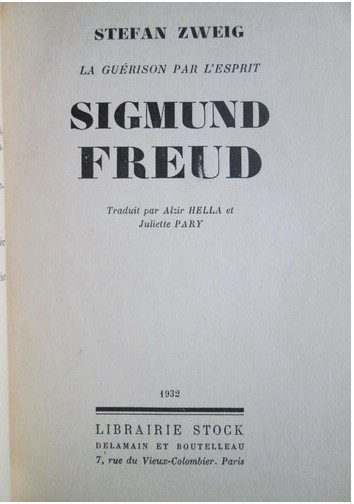 STEFAN ZWEIG
LA GUÉRISON PAR L'ESPRIT
SIGMUND
FREUD
Traduit par Alzir HELLA et
Juliette PARY
1932
LIBRAIRIE STOCK
DELAMAIN ET BOUTELLEAU
7, rue du Vieux-Colombier. Paris